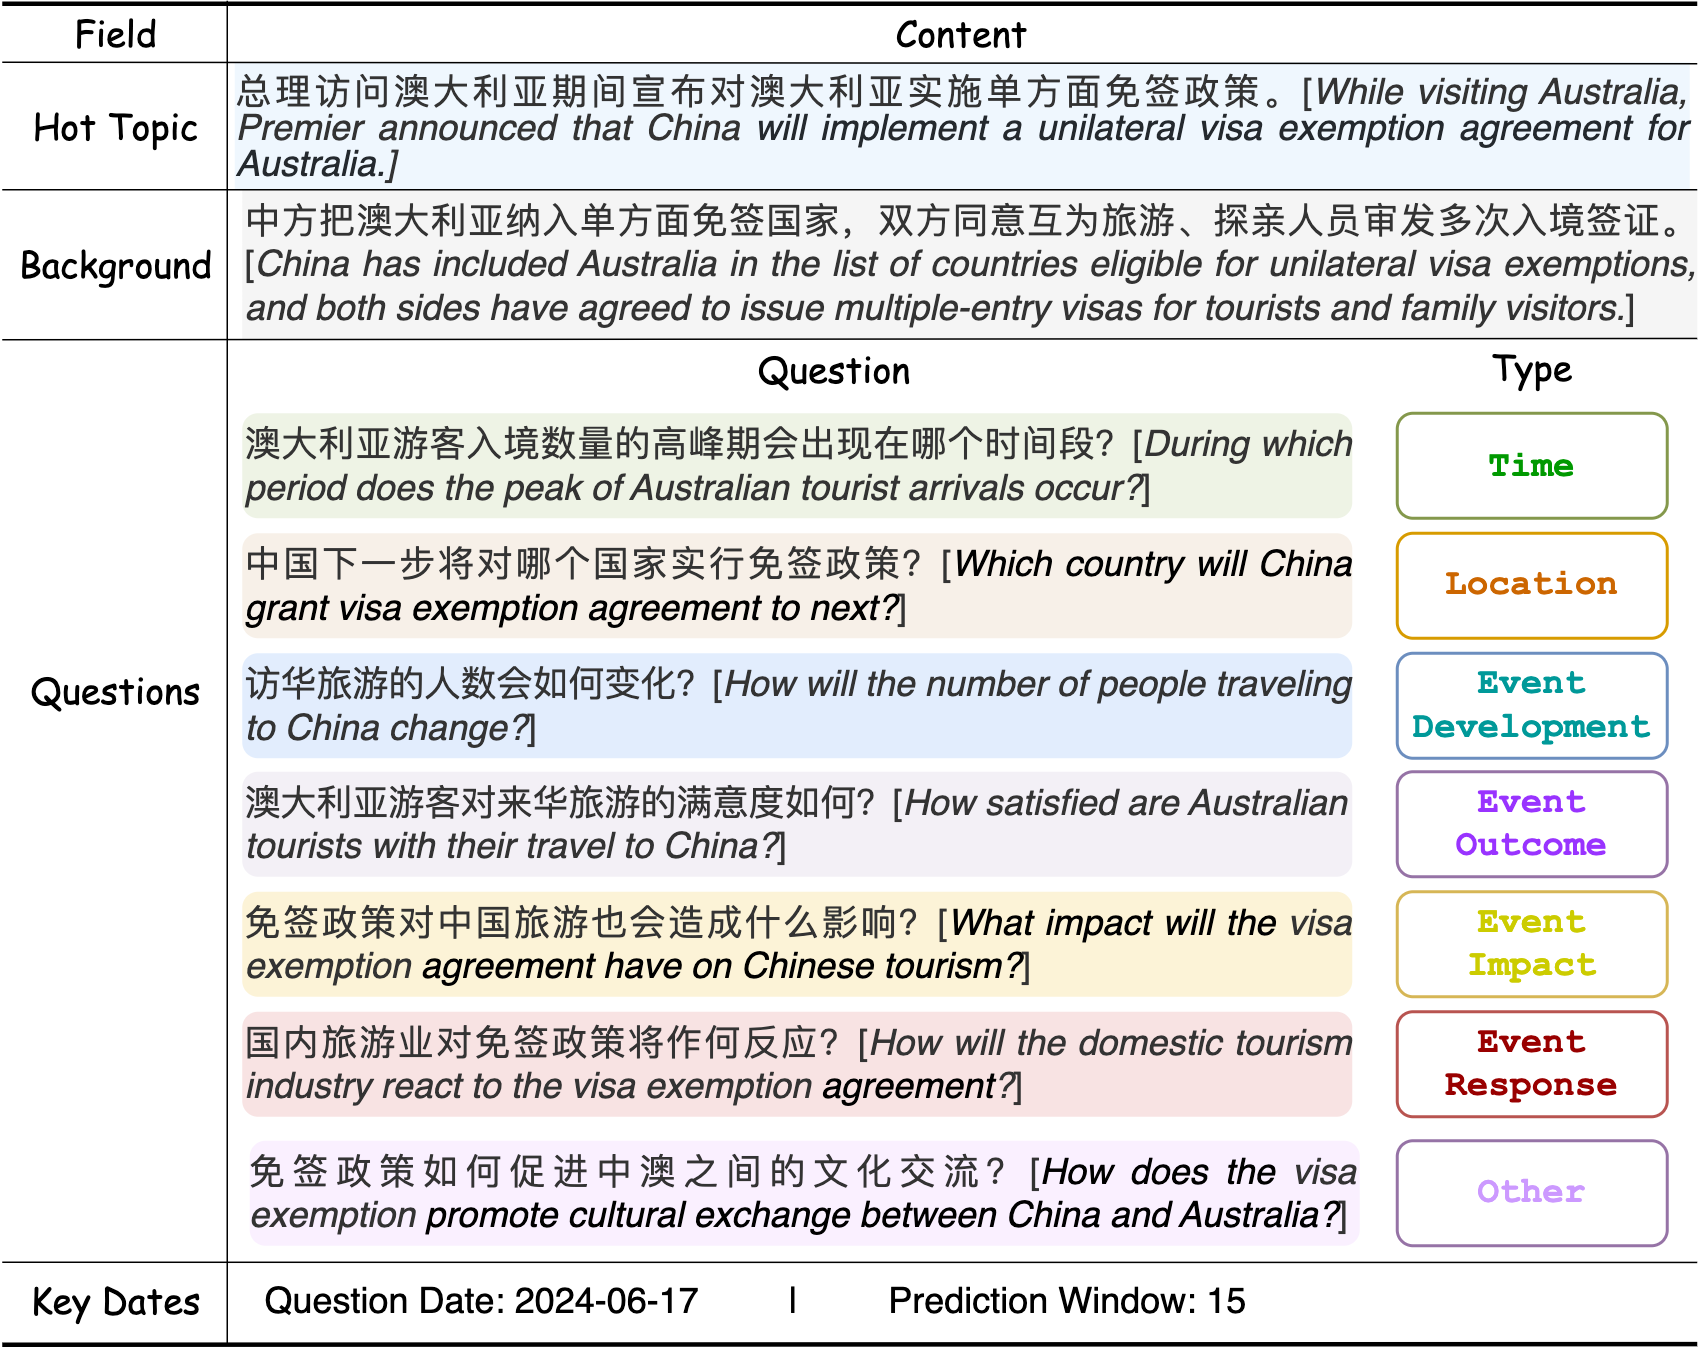 Field Content
Hot Topic
总理访问澳大利亚期间宣布对澳大利亚实施单方面免签政策。[While visiting Australia,
Premier announced that China will implement a unilateral visa exemption agreement for
Australia.]
Background
中方把澳大利亚纳入单方面免签国家，双方同意互为旅游、探亲人员审发多次入境签证。
[China has included Australia in the list of countries eligible for unilateral visa exemptions,
and both sides have agreed to issue multiple-entry visas for tourists and family visitors.]
Questions
Question Type
澳大利亚游客入境数量的高峰期会出现在哪个时间段？[During which
period does the peak of Australian tourist arrivals occur?]
Time
中国下一步将对哪个国家实行免签政策？[Which country will China
grant visa exemption agreement to next?]
Location
访华旅游的人数会如何变化？[How will the number of people traveling
to China change?]
Event
Development
澳大利亚游客对来华旅游的满意度如何？[How satisfied are Australian
tourists with their travel to China?]
Event
Outcome
免签政策对中国旅游也会造成什么影响？[What impact will the visa
exemption agreement have on Chinese tourism?]
Event
Impact
国内旅游业对免签政策将作何反应？[How will the domestic tourism
industry react to the visa exemption agreement?]
Event
Response
免签政策如何促进中澳之间的文化交流？[How does the visa
exemption promote cultural exchange between China and Australia?]
Other
Key Dates
Question Date: 2024-06-17 | Prediction Window: 15